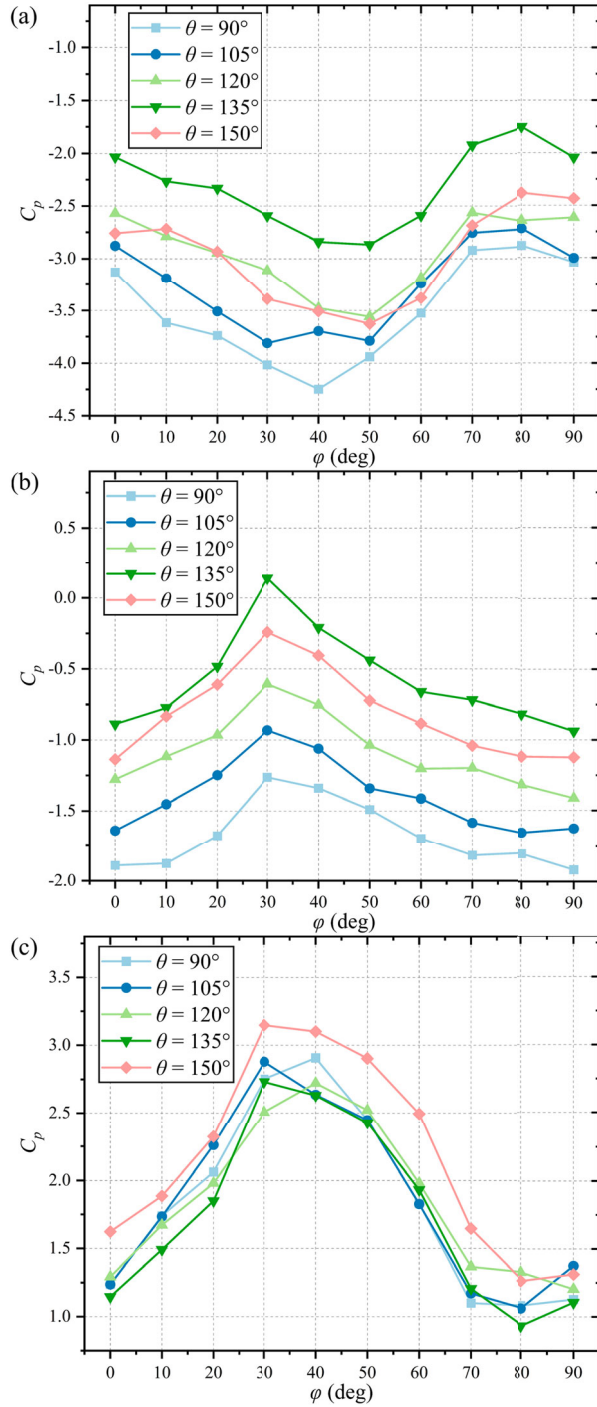 (a)
θ = 90°
θ = 105°
θ = 120°
θ = 135°
θ = 150°
-1.0
-1.5
-2.0
-2.5
-3.0
-3.5
-4.0
-4.5
Cp
0 10 20 30 40 50 60 70 80 90
φ (deg)
(b)
θ = 90°
θ = 105°
θ = 120°
θ = 135°
θ = 150°
0.5
0.0
-0.5
-1.0
-1.5
-2.0
Cp
0 10 20 30 40 50 60 70 80 90
φ (deg)
(c)
θ = 90°
θ = 105°
θ = 120°
θ = 135°
θ = 150°
3.5
3.0
2.5
2.0
1.5
1.0
Cp
0 10 20 30 40 50 60 70 80 90
φ (deg)